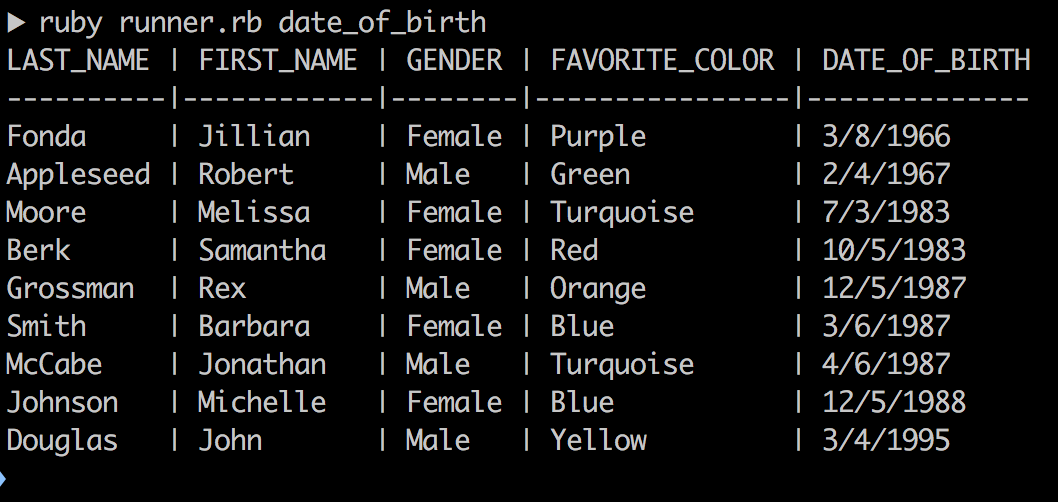 ▶ ruby runner.rb date_of_birth
LAST_NAME | FIRST_NAME | GENDER | FAVORITE_COLOR | DATE_OF_BIRTH
----------|------------|--------|----------------|--------------
Fonda     | Jillian    | Female | Purple         | 3/8/1966
Appleseed | Robert     | Male   | Green          | 2/4/1967
Moore     | Melissa    | Female | Turquoise      | 7/3/1983
Berk      | Samantha   | Female | Red            | 10/5/1983
Grossman  | Rex        | Male   | Orange         | 12/5/1987
Smith     | Barbara    | Female | Blue           | 3/6/1987
McCabe    | Jonathan   | Male   | Turquoise      | 4/6/1987
Johnson   | Michelle   | Female | Blue           | 12/5/1988
Douglas   | John       | Male   | Yellow         | 3/4/1995